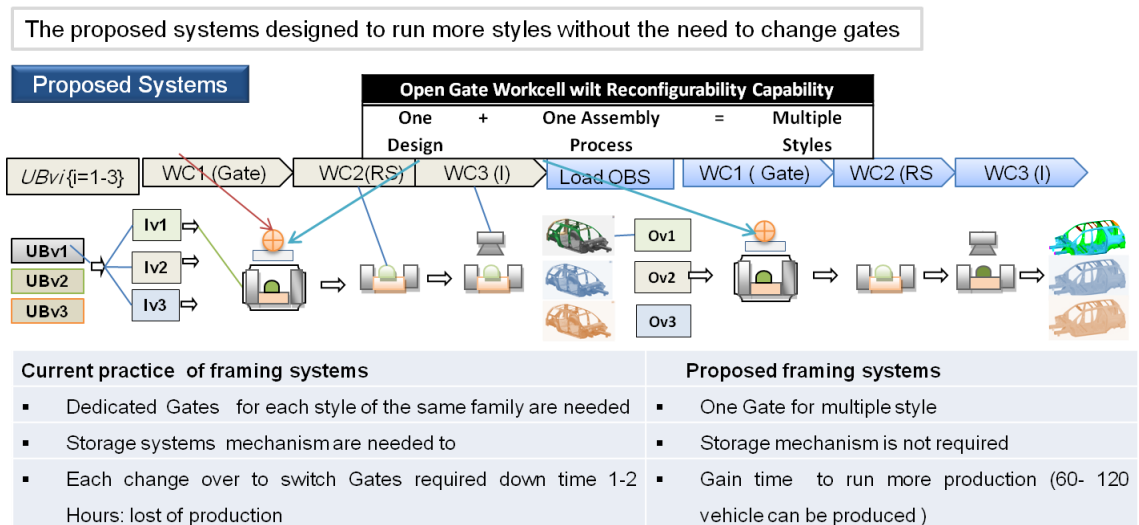 The proposed systems designed to run more styles without the need to change gates
Proposed Systems
Open Gate Workcell wilt Reconfigurability Capability
One + One Assembly = Multiple
Design Process Styles
UBvi{i=1-3} WC1 (Gate) WC2(RS) WC3 (I) Load OBS WC1 ( Gate) WC2 (RS WC3 (I)
UBv1
UBv2
UBv3
Iv1
Iv2
Iv3
Ov1
Ov2
Ov3
Current practice of framing systems
▪ Dedicated Gates for each style of the same family are needed
▪ Storage systems mechanism are needed to
▪ Each change over to switch Gates required down time 1-2
Hours: lost of production
Proposed framing systems
▪ One Gate for multiple style
▪ Storage mechanism is not required
▪ Gain time to run more production (60- 120
vehicle can be produced )